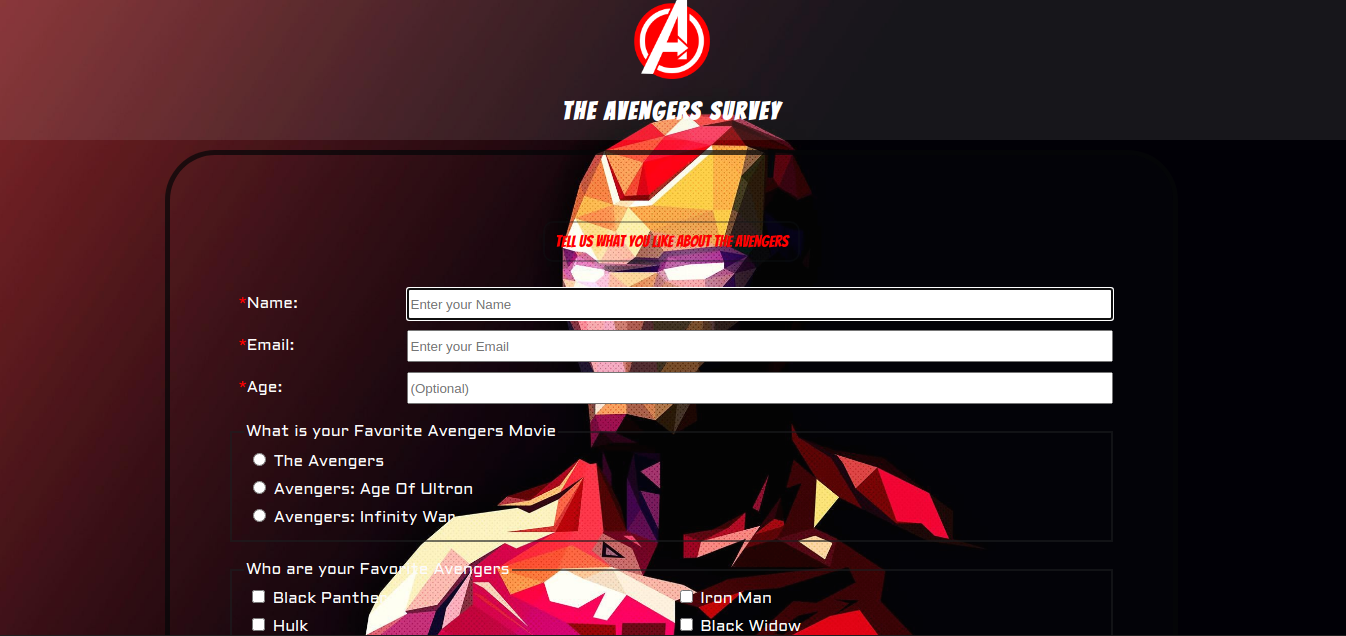 THE AVENGERS SURVEY
TELL US WHAT YOU LIKE ABOUT THE AVENGERS
*Name: Enter your Name
*Email: Enter your Email
*Age: (Optional)
What is your Favorite Avengers Movie
The Avengers
Avengers: Age Of Ultron
Avengers: Infinity War
Who are your Favorite Avengers
Black Panther Iron Man
Hulk Black Widow